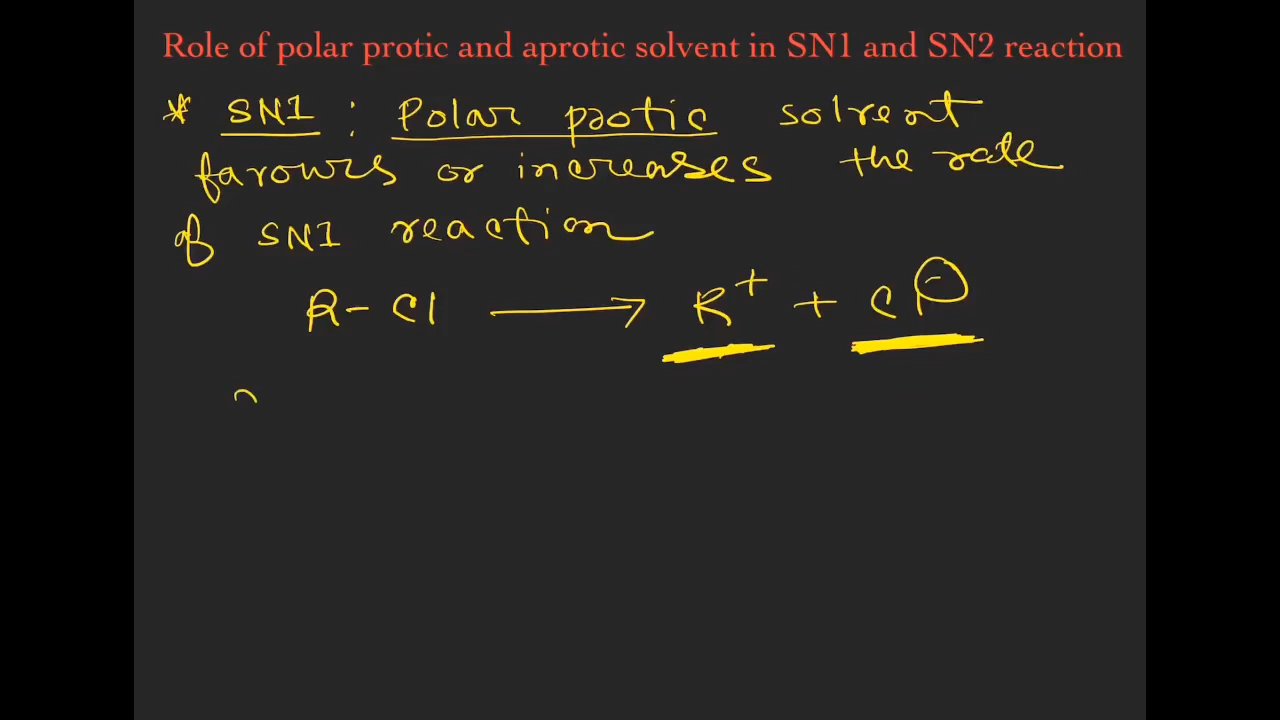 Role of polar protic and aprotic solvent in SN1 and SN2 reaction
* SN1 : Polar protic solvent
favours or increases the rate
of SN1 reaction
R-Cl ⟶ R⁺ + Cl⊖